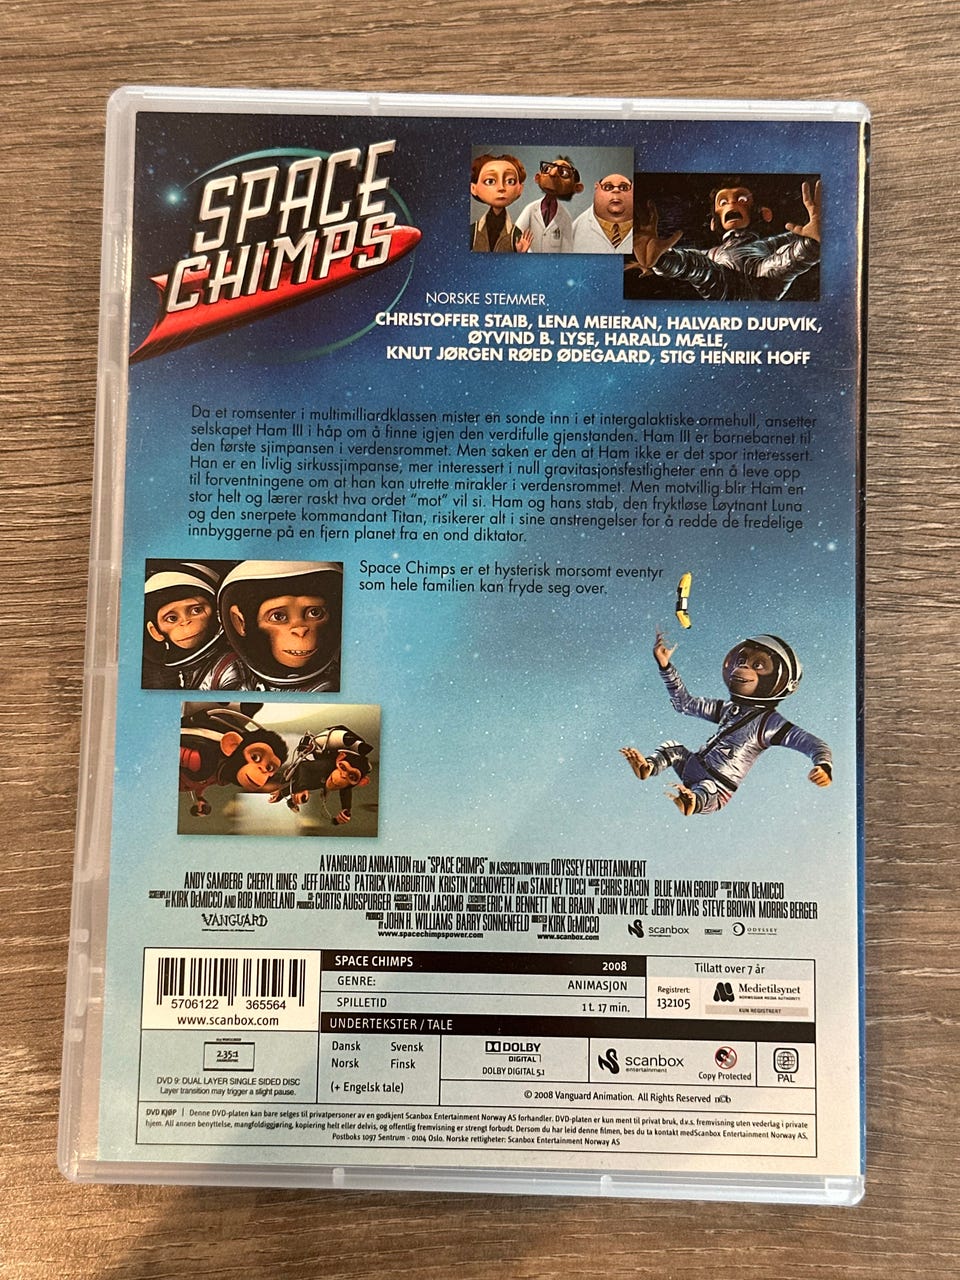 SPACE
CHIMPS
NORSKE STEMMER.
CHRISTOFFER STAIB, LENA MEIERAN, HALVARD DJUPVIK,
ØYVIND B. LYSE, HARALD MÆLE,
KNUT JØRGEN RØED ØDEGAARD, STIG HENRIK HOFF
Da et romsenter i multimilliardklassen mister en sonde inn i et intergalaktiske ormehull, ansetter
selskapet Ham III i håp om å finne igjen den verdifulle gjenstanden. Ham III er barnebarnet til
den første sjimpansen i verdensrommet. Men saken er den at Ham ikke er det spor interessert.
Han er en livlig sirkussjimpanse, mer interessert i null gravitasjonsfestligheter enn å leve opp
til forventningene om at han kan utrette mirakler i verdensrommet. Men motvillig blir Ham en
stor helt og lærer raskt hva ordet "mot" vil si. Ham og hans stab, den fryktløse Løytnant Luna
og den snerpete kommandant Titan, risikerer alt i sine anstrengelser for å redde de fredelige
innbyggerne på en fjern planet fra en ond diktator.
Space Chimps er et hysterisk morsomt eventyr
som hele familien kan fryde seg over.
A VANGUARD ANIMATION FILM "SPACE CHIMPS" IN ASSOCIATION WITH ODYSSEY ENTERTAINMENT
ANDY SAMBERG CHERYL HINES JEFF DANIELS PATRICK WARBURTON KRISTIN CHENOWETH AND STANLEY TUCCI MUSIC CHRIS BACON BLUE MAN GROUP STORY BY KIRK DeMICCO
SCREENPLAY BY KIRK DeMICCO AND ROB MORELAND CO PRODUCER CURTIS AUGSPURGER ASSOCIATE PRODUCER TOM JACOMB EXECUTIVE PRODUCERS ERIC M. BENNETT NEIL BRAUN JOHN W. HYDE JERRY DAVIS STEVE BROWN MORRIS BERGER
VANGUARD PRODUCED BY JOHN H. WILLIAMS BARRY SONNENFELD DIRECTED BY KIRK DeMICCO scanbox ODYSSEY
www.spacechimpspower.com www.scanbox.com
5706122 365564
www.scanbox.com
SPACE CHIMPS 2008
GENRE: ANIMASJON
SPILLETID 1 t. 17 min.
Tillatt over 7 år
Registrert:
132105
Medietilsynet
NORWEGIAN MEDIA AUTHORITY
KUN REGISTRERT
2.35:1
DVD 9: DUAL LAYER SINGLE SIDED DISC
Layer transition may trigger a slight pause.
UNDERTEKSTER / TALE
Dansk Svensk
Norsk Finsk
(+ Engelsk tale)
DOLBY
DIGITAL
DOLBY DIGITAL 5.1
scanbox
entertainment
Copy Protected
PAL
© 2008 Vanguard Animation. All Rights Reserved ncb
DVD KJØP | Denne DVD-platen kan bare selges til privatpersoner av en godkjent Scanbox Entertainment Norway AS forhandler. DVD-platen er kun ment til privat bruk, d.v.s. fremvisning uten vederlag i private
hjem. All annen benyttelse, mangfoldiggjøring, kopiering helt eller delvis, og offentlig fremvisning er strengt forbudt. Dersom du har leid denne filmen, bes du ta kontakt medScanbox Entertainment Norway AS,
Postboks 1097 Sentrum - 0104 Oslo. Norske rettigheter: Scanbox Entertainment Norway AS